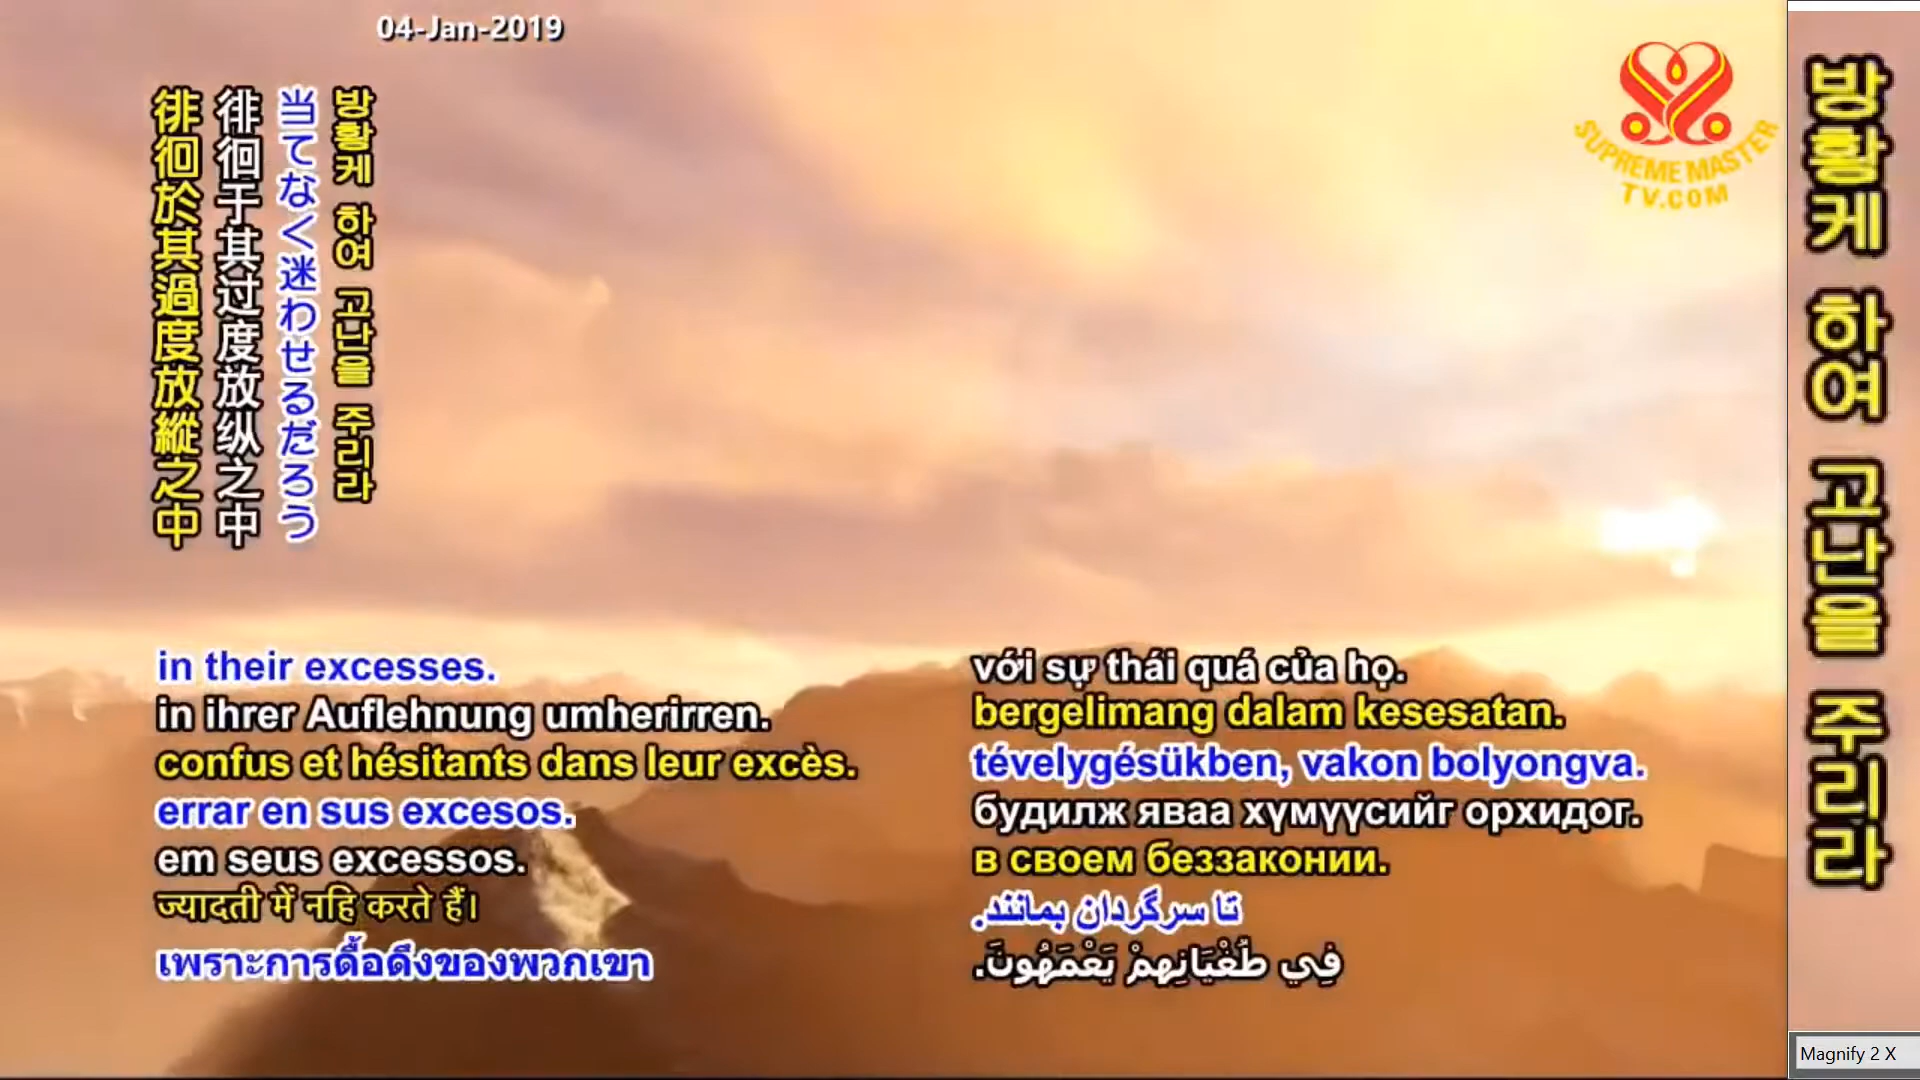 04-Jan-2019
SUPREME MASTER
TV.COM
방황케 하여 고난을 주리라
当てなく迷わせるだろう
徘徊于其过度放纵之中
徘徊於其過度放縱之中
in their excesses.
in ihrer Auflehnung umherirren.
confus et hésitants dans leur excès.
errar en sus excesos.
em seus excessos.
ज्यादती में नहि करते हैं।
เพราะการดื้อดึงของพวกเขา
với sự thái quá của họ.
bergelimang dalam kesesatan.
tévelygésükben, vakon bolyongva.
будилж яваа хүмүүсийг орхидог.
в своем беззаконии.
تا سرگردان بمانند.
فِي طُغْيَانِهِمْ يَعْمَهُونَ.
방황케 하여 고난을 주리라
Magnify 2 X